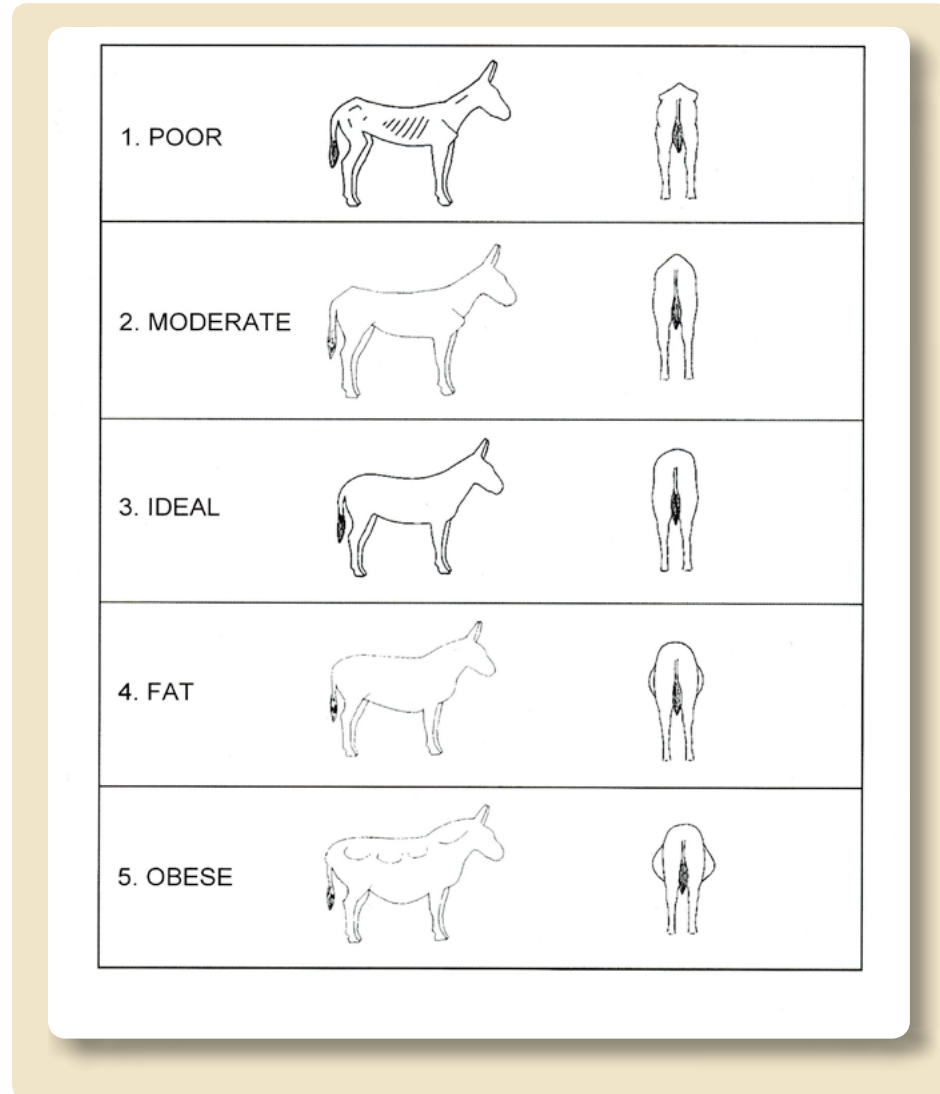 1. POOR
2. MODERATE
3. IDEAL
4. FAT
5. OBESE